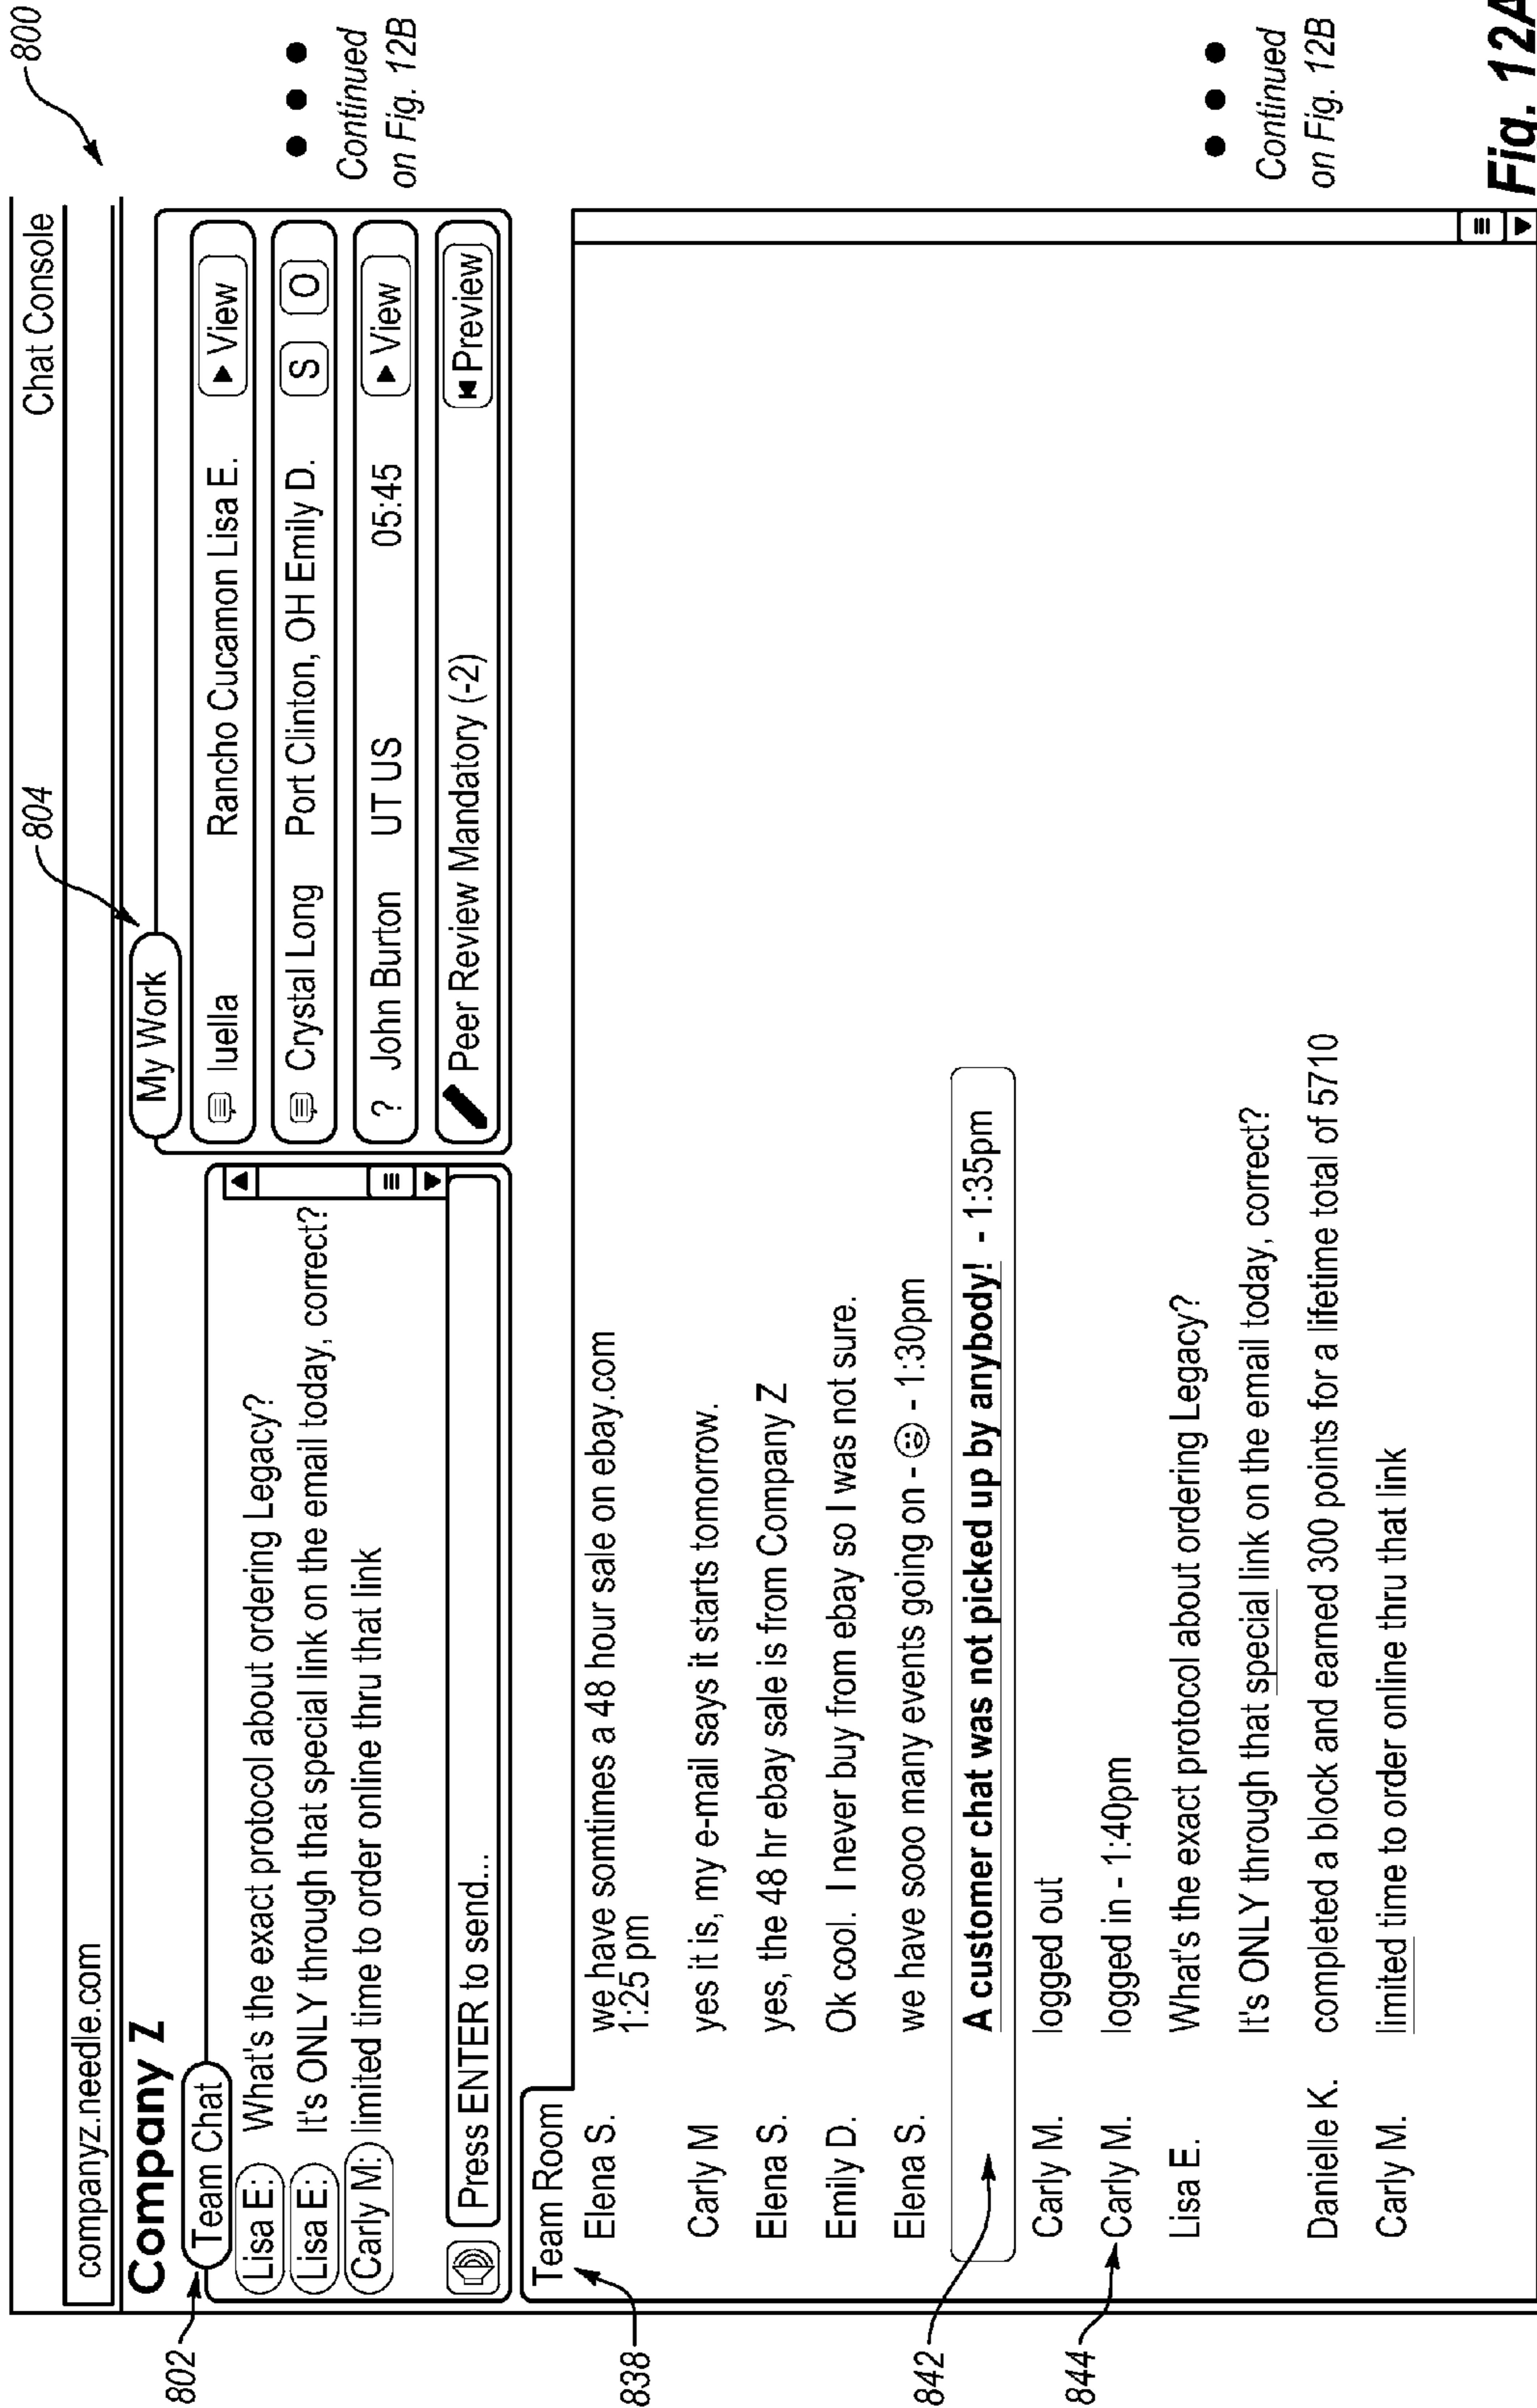 800
Chat Console
companyz.needle.com
Company Z
802
Team Chat
Lisa E: What's the exact protocol about ordering Legacy?
Lisa E: It's ONLY through that special link on the email today, correct?
Carly M: limited time to order online thru that link
Press ENTER to send...
804
My Work
luella Rancho Cucamon Lisa E. ▶ View
Crystal Long Port Clinton, OH Emily D. S O
? John Burton UT US 05:45 ▶ View
Peer Review Mandatory (-2) Preview
Continued
on Fig. 12B
838
Team Room
Elena S. we have somtimes a 48 hour sale on ebay.com
1:25 pm
Carly M yes it is, my e-mail says it starts tomorrow.
Elena S. yes, the 48 hr ebay sale is from Company Z
Emily D. Ok cool. I never buy from ebay so I was not sure.
Elena S. we have sooo many events going on - ☹ - 1:30pm
842
A customer chat was not picked up by anybody! - 1:35pm
Carly M. logged out
844
Carly M. logged in - 1:40pm
Lisa E. What's the exact protocol about ordering Legacy?
It's ONLY through that special link on the email today, correct?
Danielle K. completed a block and earned 300 points for a lifetime total of 5710
Carly M. limited time to order online thru that link
Continued
on Fig. 12B
Fig. 12A